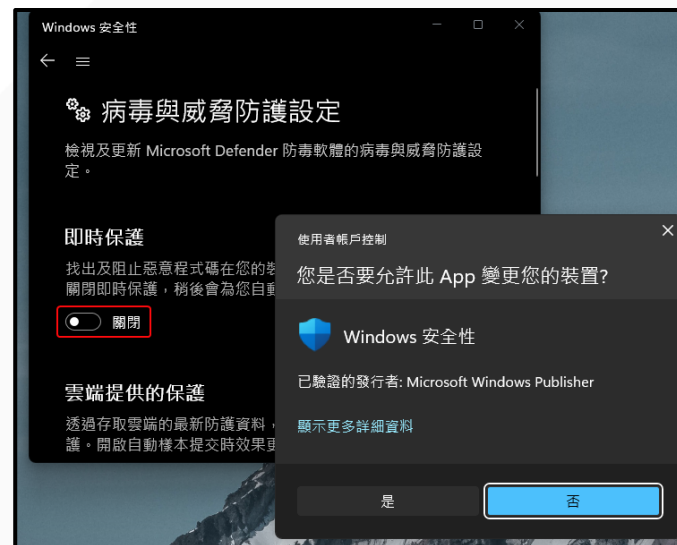 Windows 安全性
病毒與威脅防護設定
檢視及更新 Microsoft Defender 防毒軟體的病毒與威脅防護設
定。
即時保護
找出及阻止惡意程式碼在您的裝
關閉即時保護，稍後會為您自動
關閉
雲端提供的保護
透過存取雲端的最新防護資料，
護。開啟自動樣本提交時效果更
使用者帳戶控制
您是否要允許此 App 變更您的裝置?
Windows 安全性
已驗證的發行者: Microsoft Windows Publisher
顯示更多詳細資料
是
否